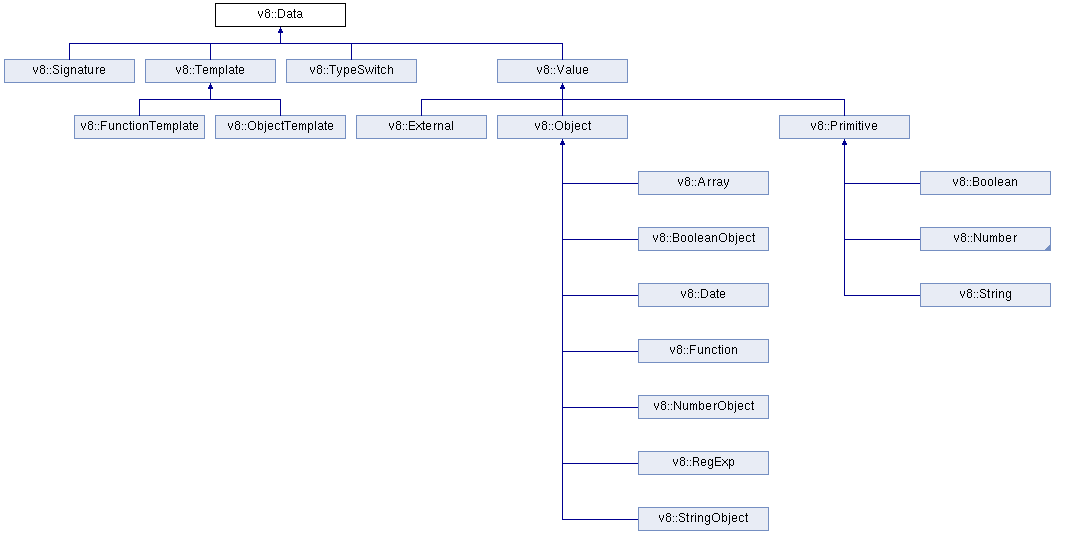 v8::Data
v8::Signature
v8::Template
v8::TypeSwitch
v8::Value
v8::FunctionTemplate
v8::ObjectTemplate
v8::External
v8::Object
v8::Primitive
v8::Array
v8::Boolean
v8::BooleanObject
v8::Number
v8::Date
v8::String
v8::Function
v8::NumberObject
v8::RegExp
v8::StringObject